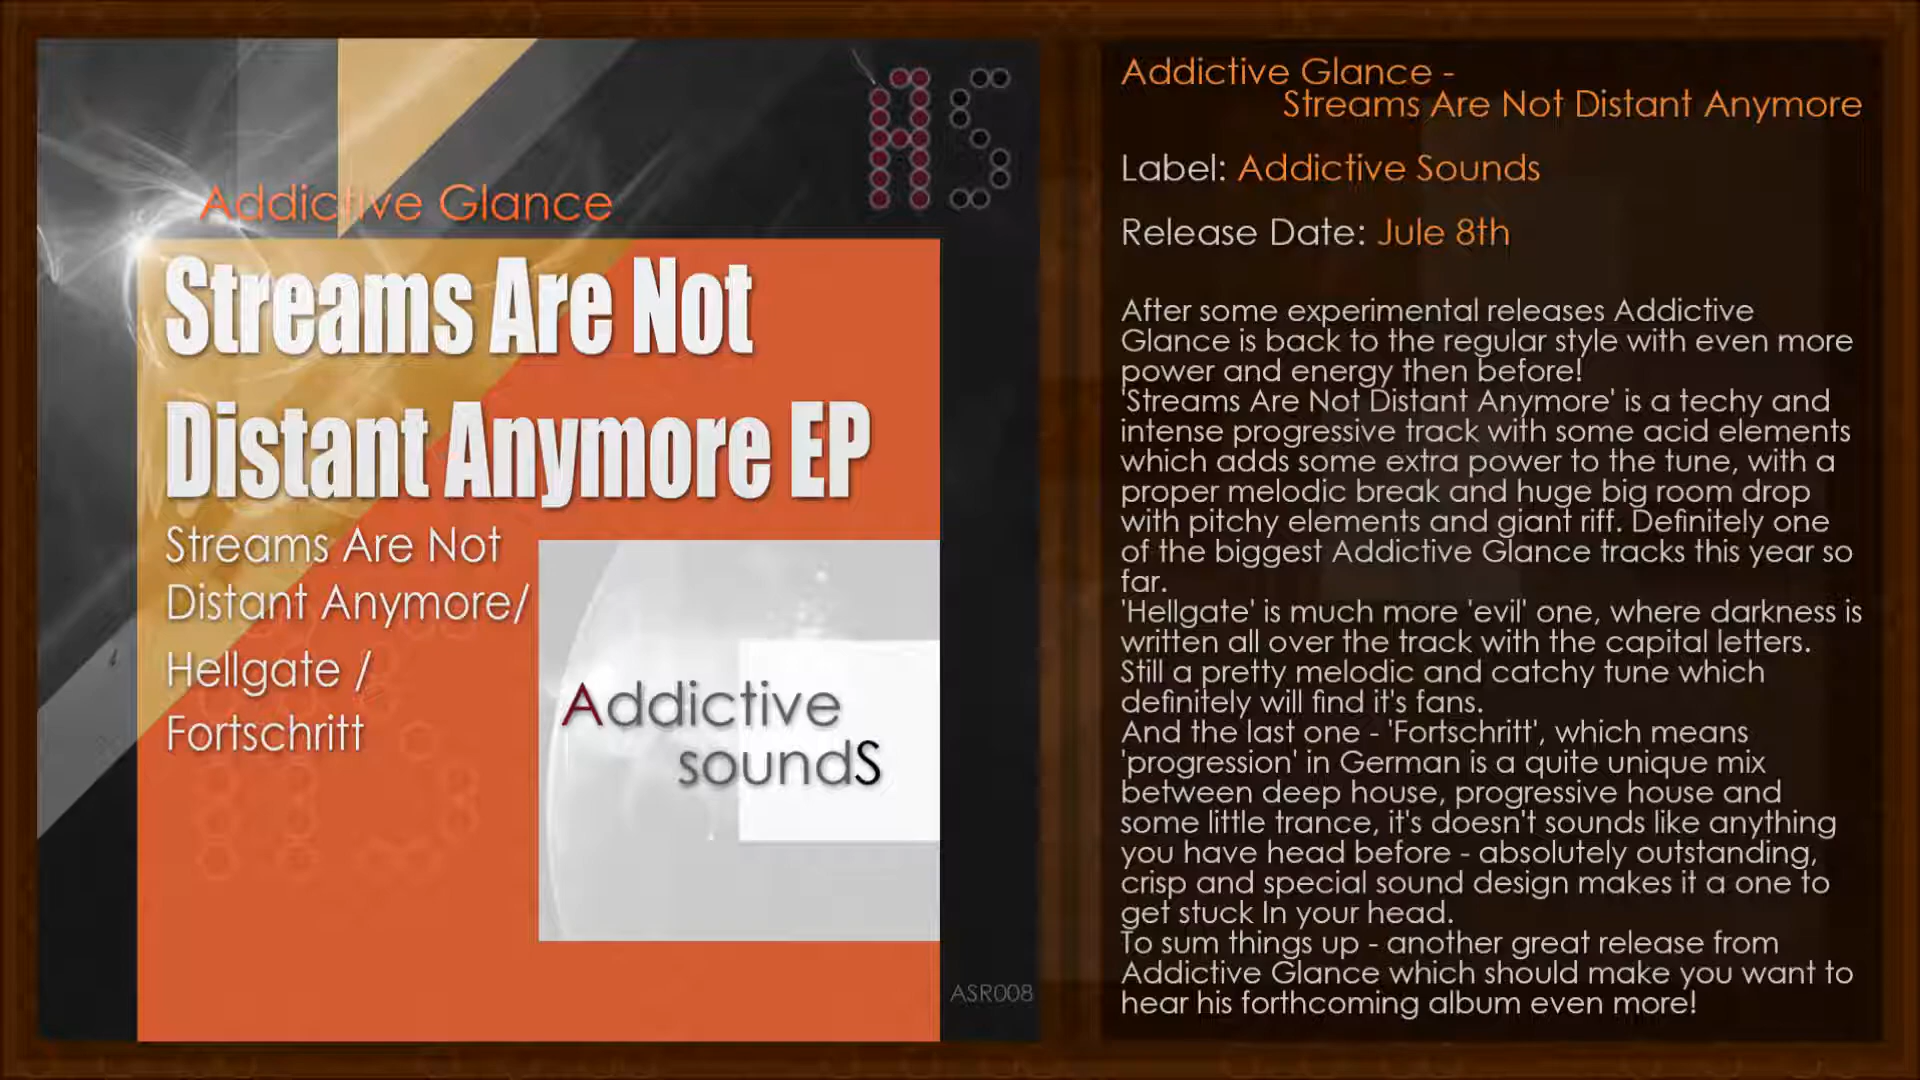 Addictive Glance
Streams Are Not
Distant Anymore EP
Streams Are Not
Distant Anymore/
Hellgate /
Fortschritt
AS
Addictive
soundS
ASR008
Addictive Glance -
Streams Are Not Distant Anymore
Label: Addictive Sounds
Release Date: Jule 8th
After some experimental releases Addictive
Glance is back to the regular style with even more
power and energy then before!
'Streams Are Not Distant Anymore' is a techy and
intense progressive track with some acid elements
which adds some extra power to the tune, with a
proper melodic break and huge big room drop
with pitchy elements and giant riff. Definitely one
of the biggest Addictive Glance tracks this year so
far.
'Hellgate' is much more 'evil' one, where darkness is
written all over the track with the capital letters.
Still a pretty melodic and catchy tune which
definitely will find it's fans.
And the last one - 'Fortschritt', which means
'progression' in German is a quite unique mix
between deep house, progressive house and
some little trance, it's doesn't sounds like anything
you have head before - absolutely outstanding,
crisp and special sound design makes it a one to
get stuck In your head.
To sum things up - another great release from
Addictive Glance which should make you want to
hear his forthcoming album even more!